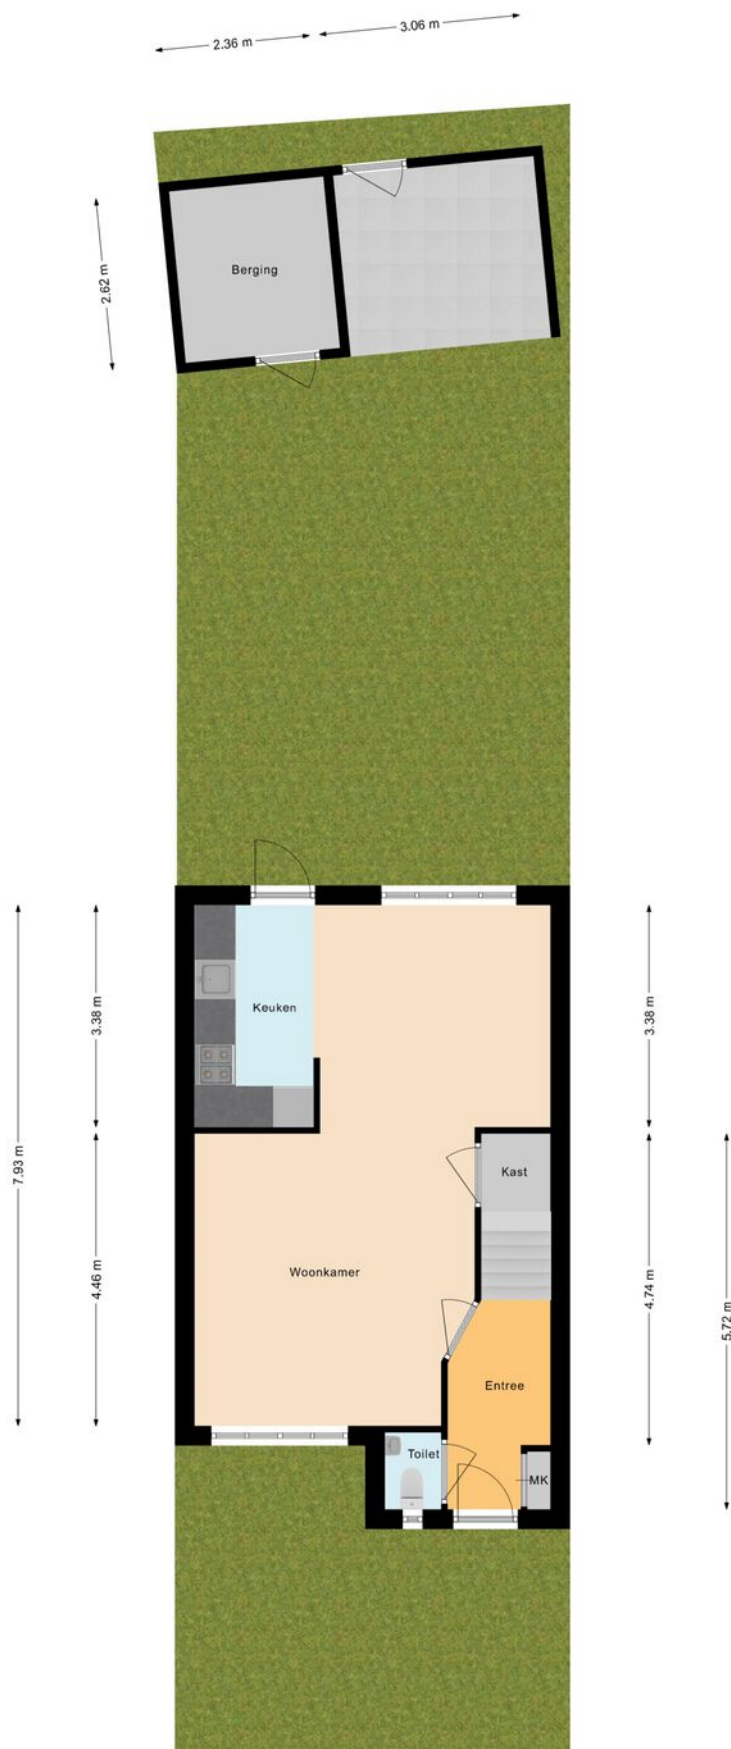 2.36 m
3.06 m
2.62 m
Berging
Keuken
3.38 m
3.38 m
7.93 m
Kast
4.46 m
Woonkamer
4.74 m
5.72 m
Entree
Toilet
MK